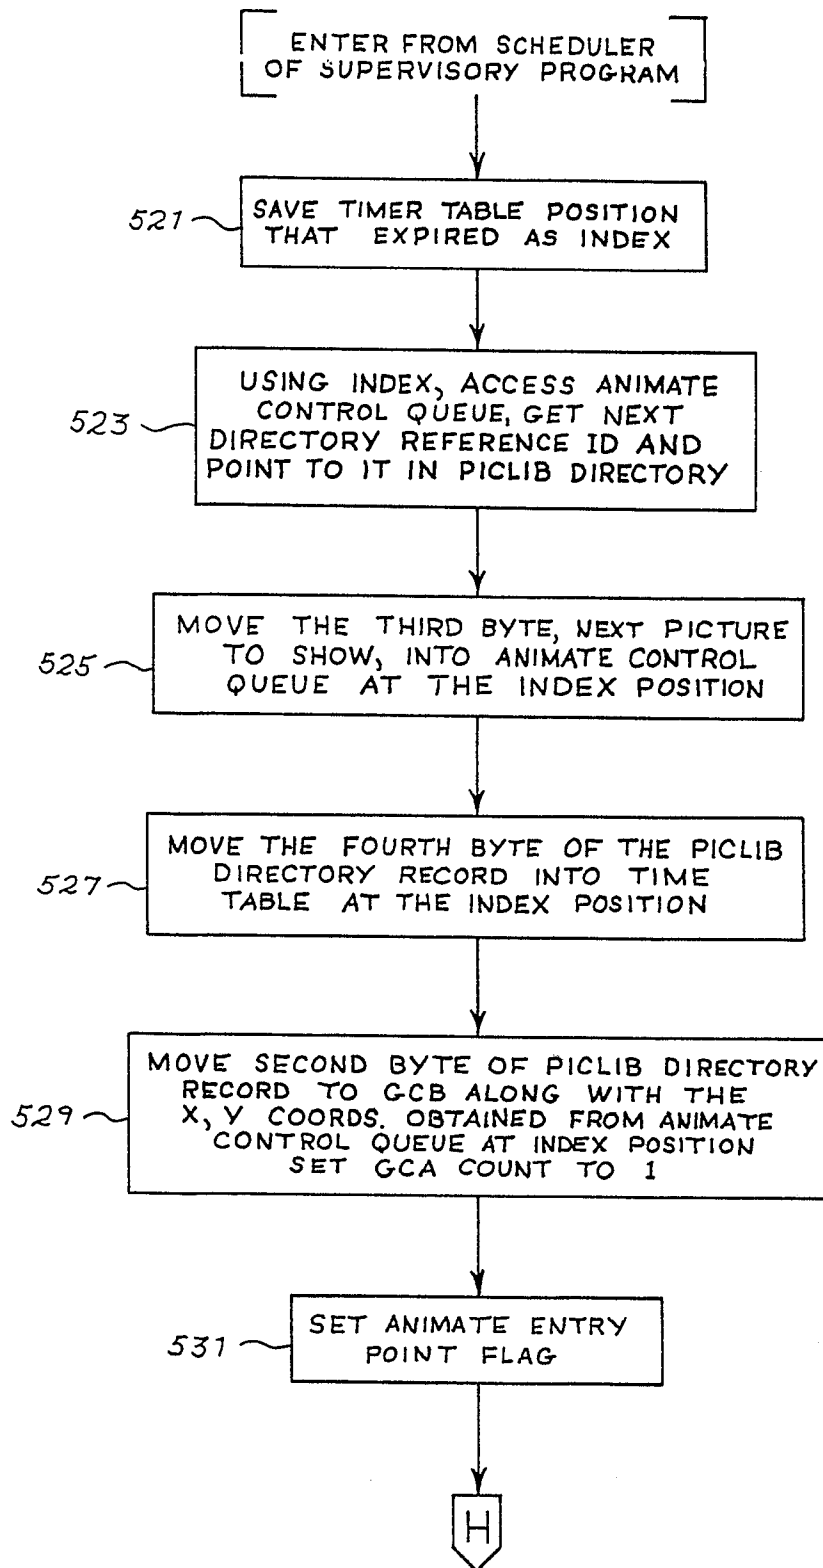 ENTER FROM SCHEDULER
OF SUPERVISORY PROGRAM
521
SAVE TIMER TABLE POSITION
THAT EXPIRED AS INDEX
523
USING INDEX, ACCESS ANIMATE
CONTROL QUEUE, GET NEXT
DIRECTORY REFERENCE ID AND
POINT TO IT IN PICLIB DIRECTORY
525
MOVE THE THIRD BYTE, NEXT PICTURE
TO SHOW, INTO ANIMATE CONTROL
QUEUE AT THE INDEX POSITION
527
MOVE THE FOURTH BYTE OF THE PICLIB
DIRECTORY RECORD INTO TIME
TABLE AT THE INDEX POSITION
529
MOVE SECOND BYTE OF PICLIB DIRECTORY
RECORD TO GCB ALONG WITH THE
X, Y COORDS. OBTAINED FROM ANIMATE
CONTROL QUEUE AT INDEX POSITION
SET GCA COUNT TO 1
531
SET ANIMATE ENTRY
POINT FLAG
H